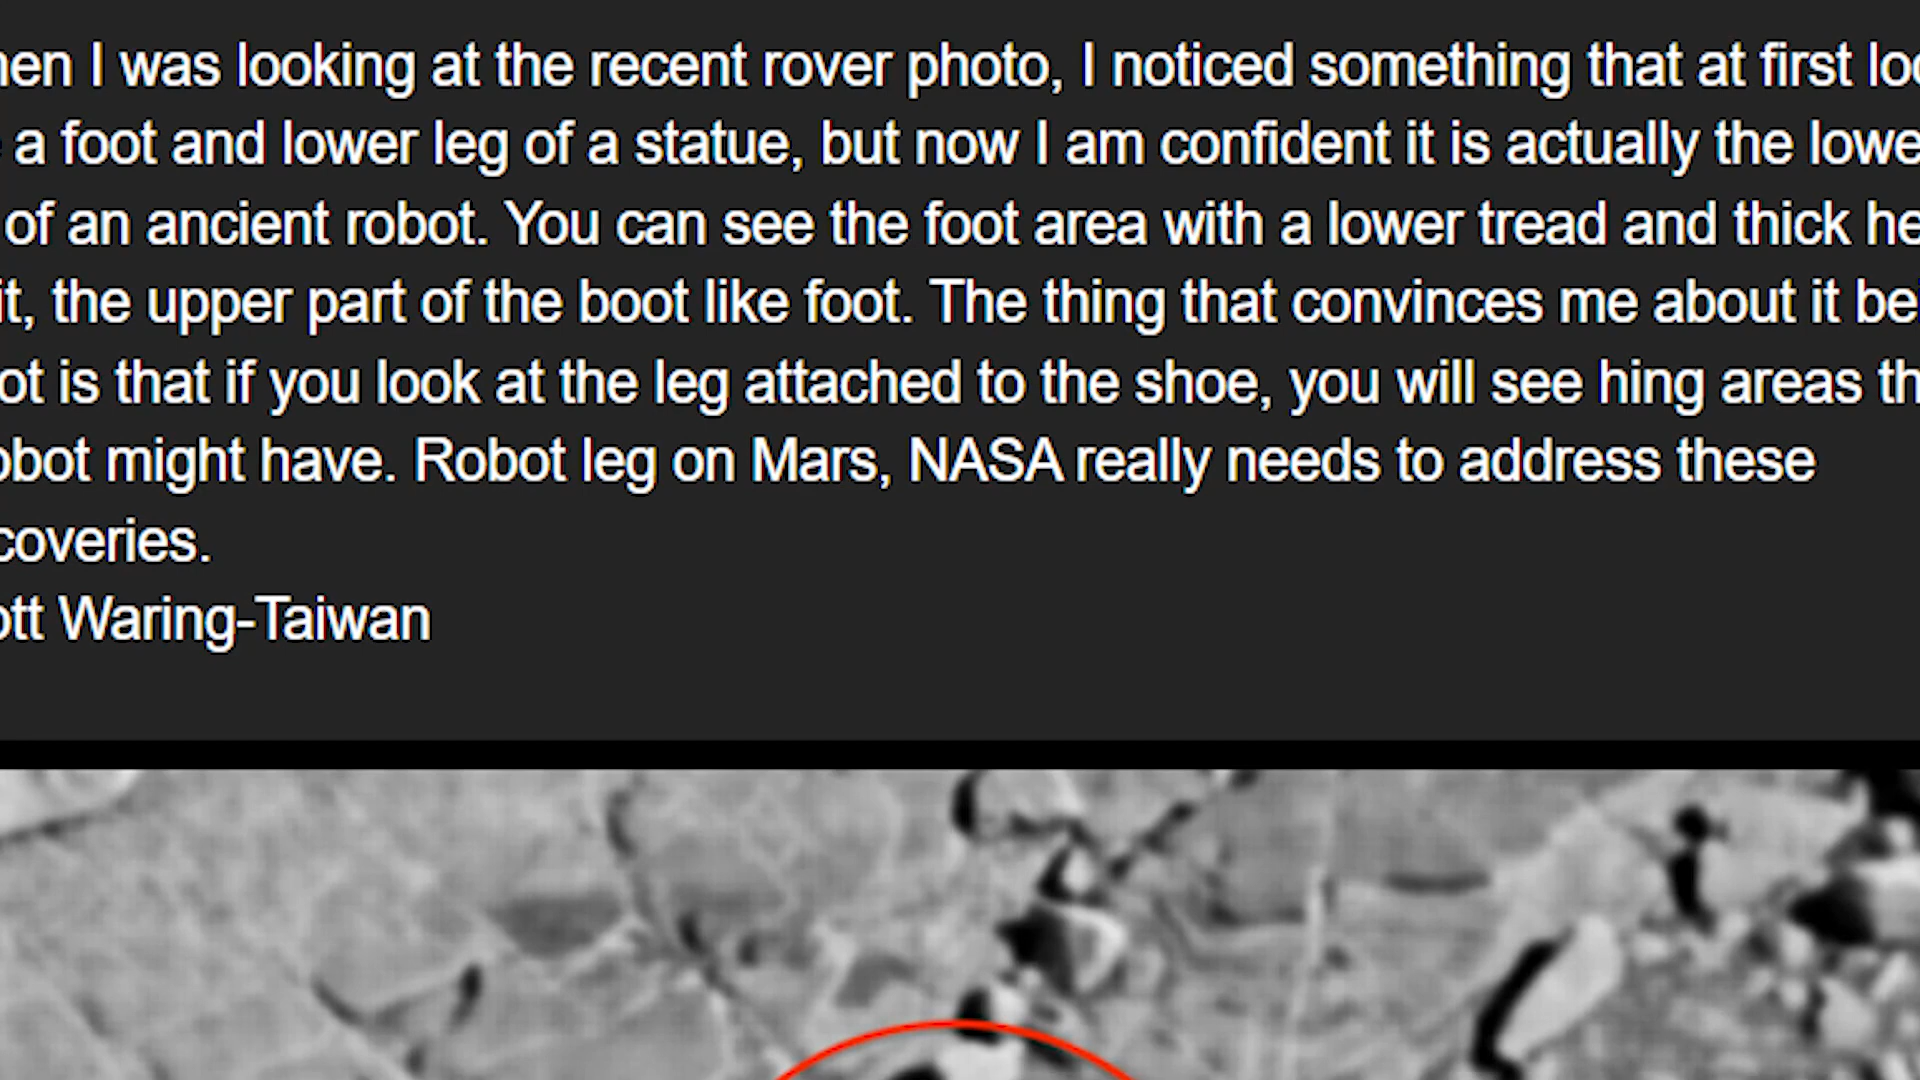 hen I was looking at the recent rover photo, I noticed something that at first loo
a foot and lower leg of a statue, but now I am confident it is actually the lowe
of an ancient robot. You can see the foot area with a lower tread and thick he
it, the upper part of the boot like foot. The thing that convinces me about it be
ot is that if you look at the leg attached to the shoe, you will see hing areas th
obot might have. Robot leg on Mars, NASA really needs to address these
coveries.
ott Waring-Taiwan